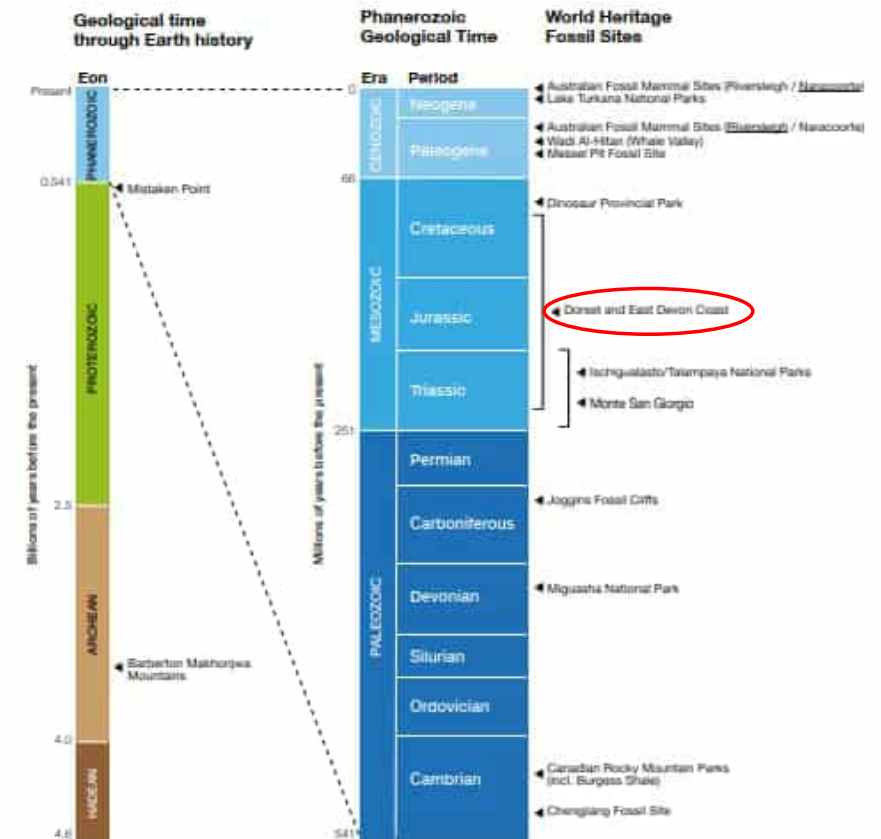 Geological time
through Earth history
Phanerozoic
Geological Time
World Heritage
Fossil Sites
Eon
Era Period
Present
0
PHANEROZOIC
CENOZOIC
Neogene
Australian Fossil Mammal Sites (Riversleigh / Naracoorte)
Lake Turkana National Parks
Paleogene
Australian Fossil Mammal Sites (Riversleigh / Naracoorte)
Wadi Al-Hitan (Whale Valley)
Messel Pit Fossil Site
0.541
Mistaken Point
66
Dinosaur Provincial Park
Cretaceous
MESOZOIC
Jurassic
Dorset and East Devon Coast
PROTEROZOIC
Triassic
Ischigualasto/Talampaya National Parks
Monte San Giorgio
Billions of years before the present
Millions of years before the present
251
Permian
2.5
Carboniferous
Joggins Fossil Cliffs
ARCHEAN
PALEOZOIC
Devonian
Miguasha National Park
Barberton Makhonjwa
Mountains
Silurian
Ordovician
4.0
HADEAN
Cambrian
Canadian Rocky Mountain Parks
(incl. Burgess Shale)
Chengjiang Fossil Site
4.6
541